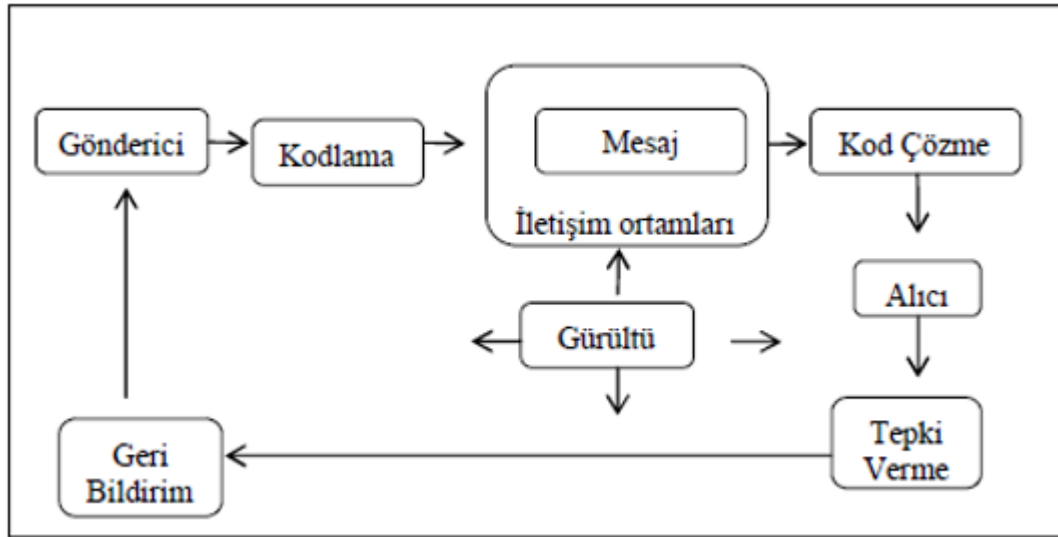 Gönderici
Kodlama
Mesaj
İletişim ortamları
Kod Çözme
Alıcı
Gürültü
Tepki
Verme
Geri
Bildirim